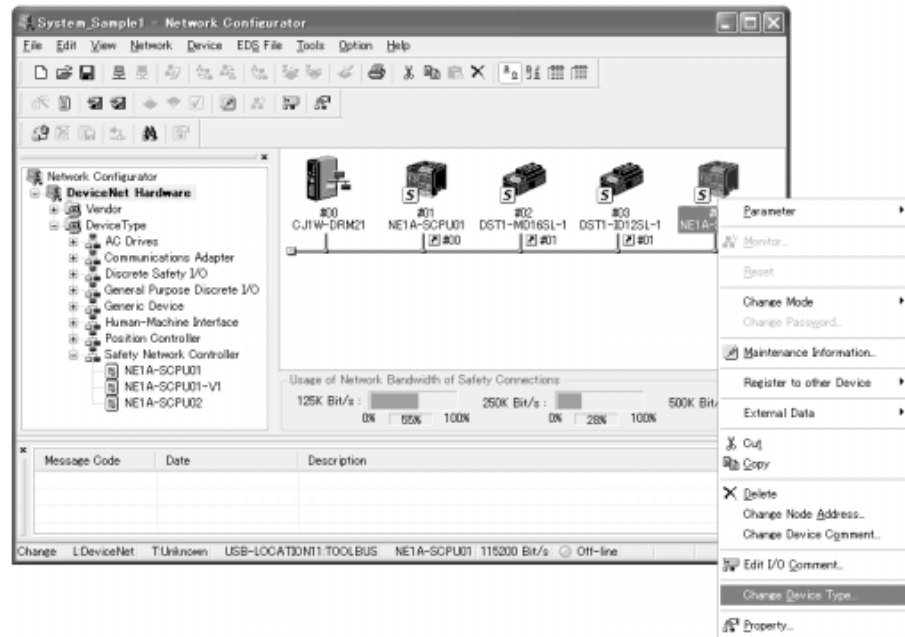 System_Sample1 - Network Configurator
File Edit View Network Device EDS File Tools Option Help
Network Configurator
DeviceNet Hardware
Vendor
DeviceType
AC Drives
Communications Adapter
Discrete Safety I/O
General Purpose Discrete I/O
Generic Device
Human-Machine Interface
Position Controller
Safety Network Controller
NE1A-SCPU01
NE1A-SCPU01-V1
NE1A-SCPU02
#00 #01 #02 #03
CJ1W-DRM21 NE1A-SCPU01 DST1-MD16SL-1 DST1-ID12SL-1 NE1A-S
#00 #01 #01
Usage of Network Bandwidth of Safety Connections
125K Bit/s : 250K Bit/s : 500K Bit/
0% 55% 100% 0% 28% 100%
Message Code Date Description
Change L:DeviceNet T:Unknown USB-LOCATION11:TOOLBUS NE1A-SCPU01 115200 Bit/s Off-line
Parameter
Monitor...
Reset
Change Mode
Change Password...
Maintenance Information...
Register to other Device
External Data
Cut
Copy
Delete
Change Node Address...
Change Device Comment...
Edit I/O Comment...
Change Device Type...
Property...